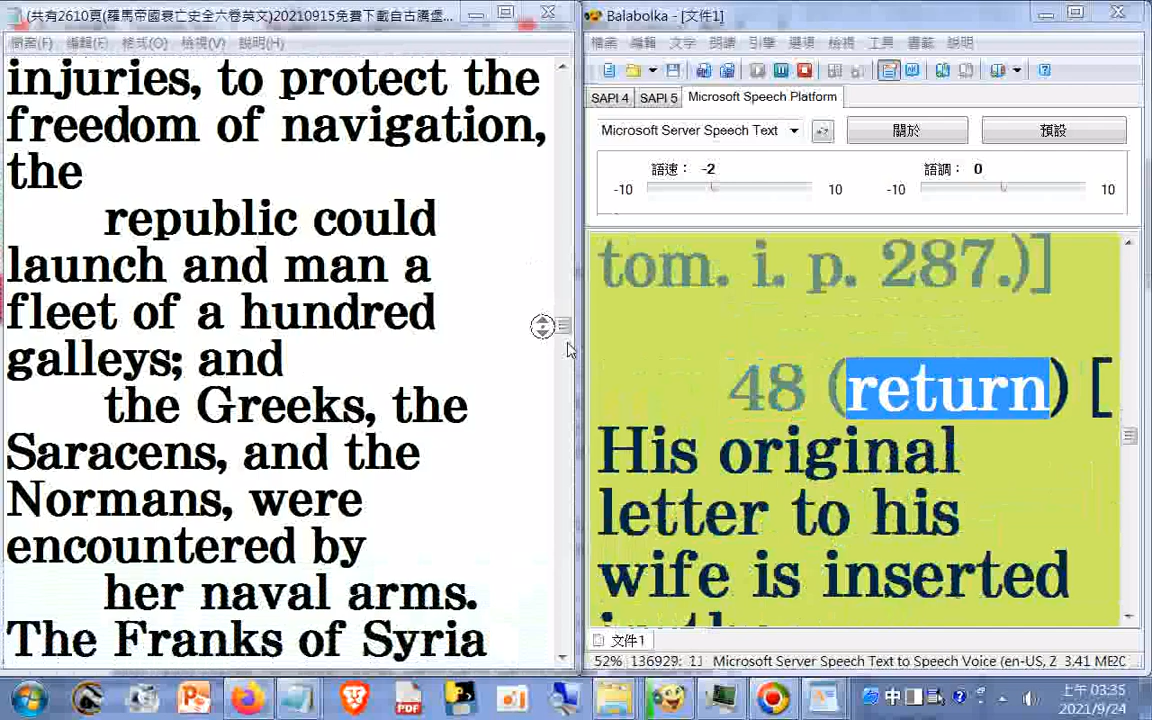 (共有2610頁(羅馬帝國衰亡史全六卷英文)20210915免費下載自古騰堡...
檔案(F) 編輯(E) 格式(O) 檢視(V) 說明(H)
injuries, to protect the
freedom of navigation,
the
republic could
launch and man a
fleet of a hundred
galleys; and
the Greeks, the
Saracens, and the
Normans, were
encountered by
her naval arms.
The Franks of Syria
Balabolka - [文件1]
檔案 編輯 文字 朗讀 引擎 選項 檢視 工具 書籤 說明
SAPI 4 SAPI 5 Microsoft Speech Platform
Microsoft Server Speech Text
關於
預設
語速: -2
語調: 0
-10 10 -10 10
tom. i. p. 287.)]
48 (return) [
His original
letter to his
wife is inserted
in the
文件1
52% 136929: 1 Microsoft Server Speech Text to Speech Voice (en-US, Z 3.41 ME
中
上午 03:35
2021/9/24